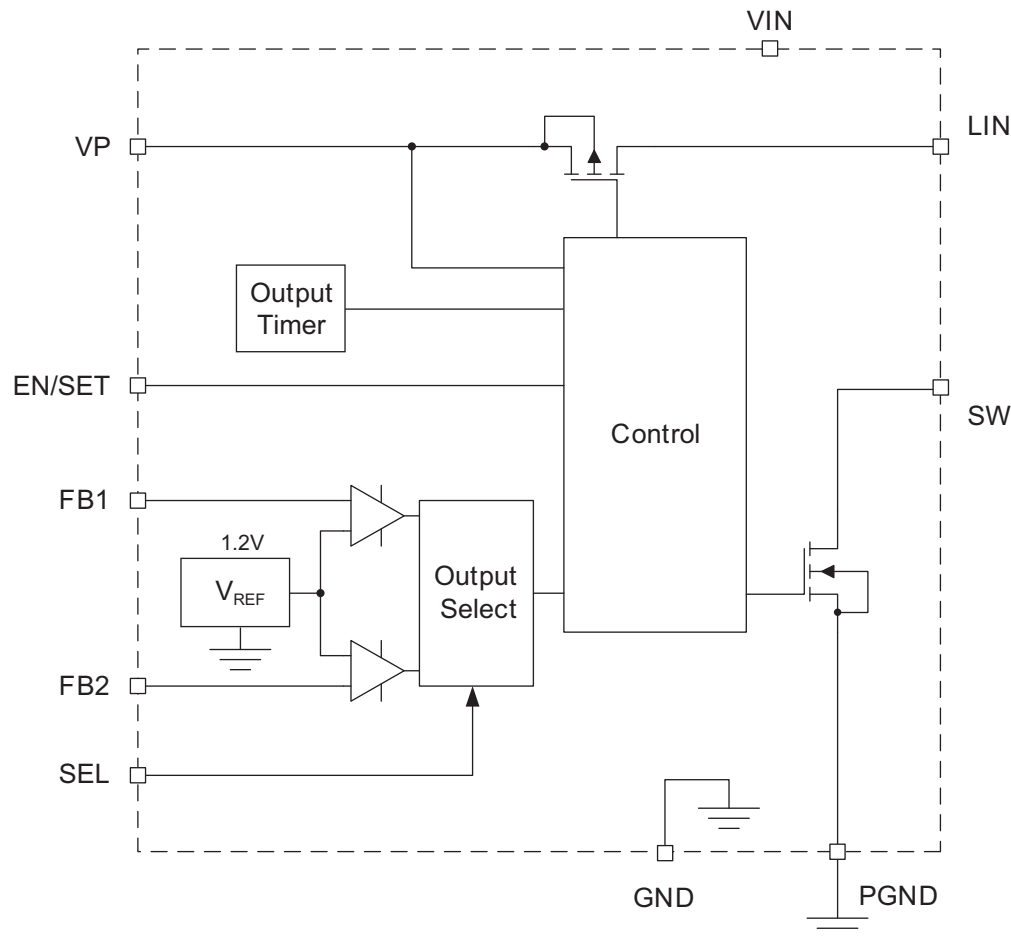 VIN
VP
LIN
Output
Timer
EN/SET
SW
Control
FB1
1.2V
VREF
Output
Select
FB2
SEL
GND
PGND